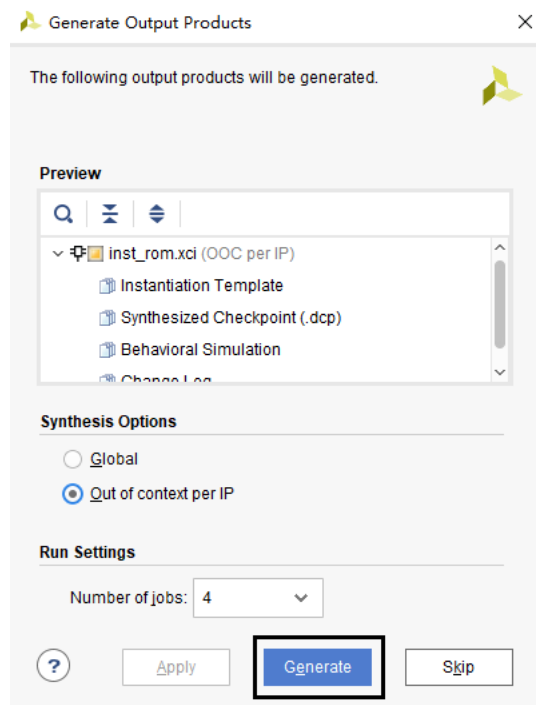 Generate Output Products
The following output products will be generated.
Preview
inst_rom.xci (OOC per IP)
Instantiation Template
Synthesized Checkpoint (.dcp)
Behavioral Simulation
Change Log
Synthesis Options
Global
Out of context per IP
Run Settings
Number of jobs: 4
? Apply Generate Skip